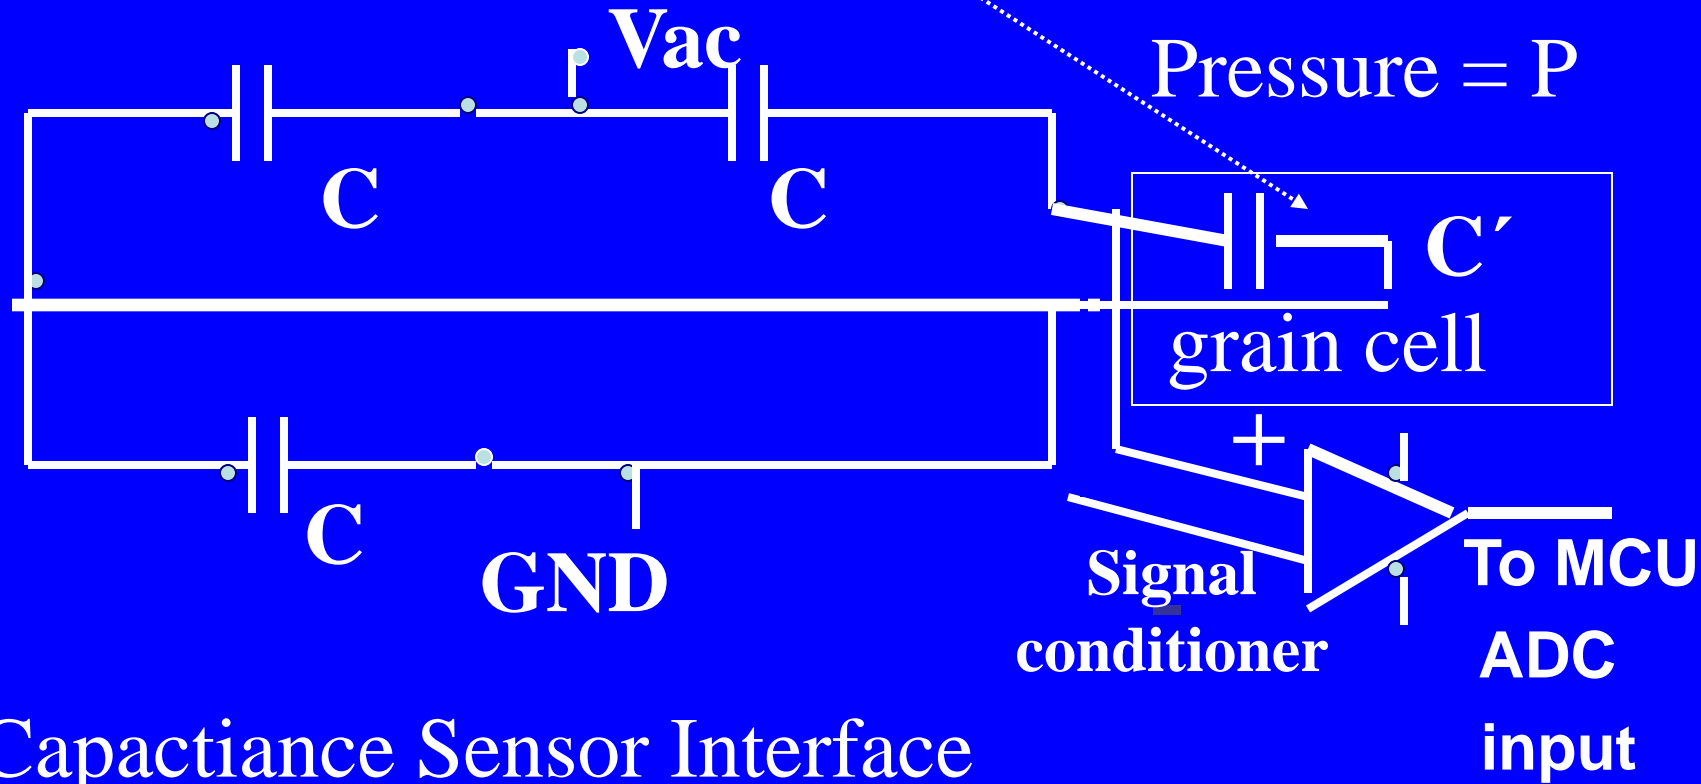 Vac
Pressure = P
C
C
C´
grain cell
+
C
GND
Signal
conditioner
-
To MCU
ADC
input
Capactiance Sensor Interface